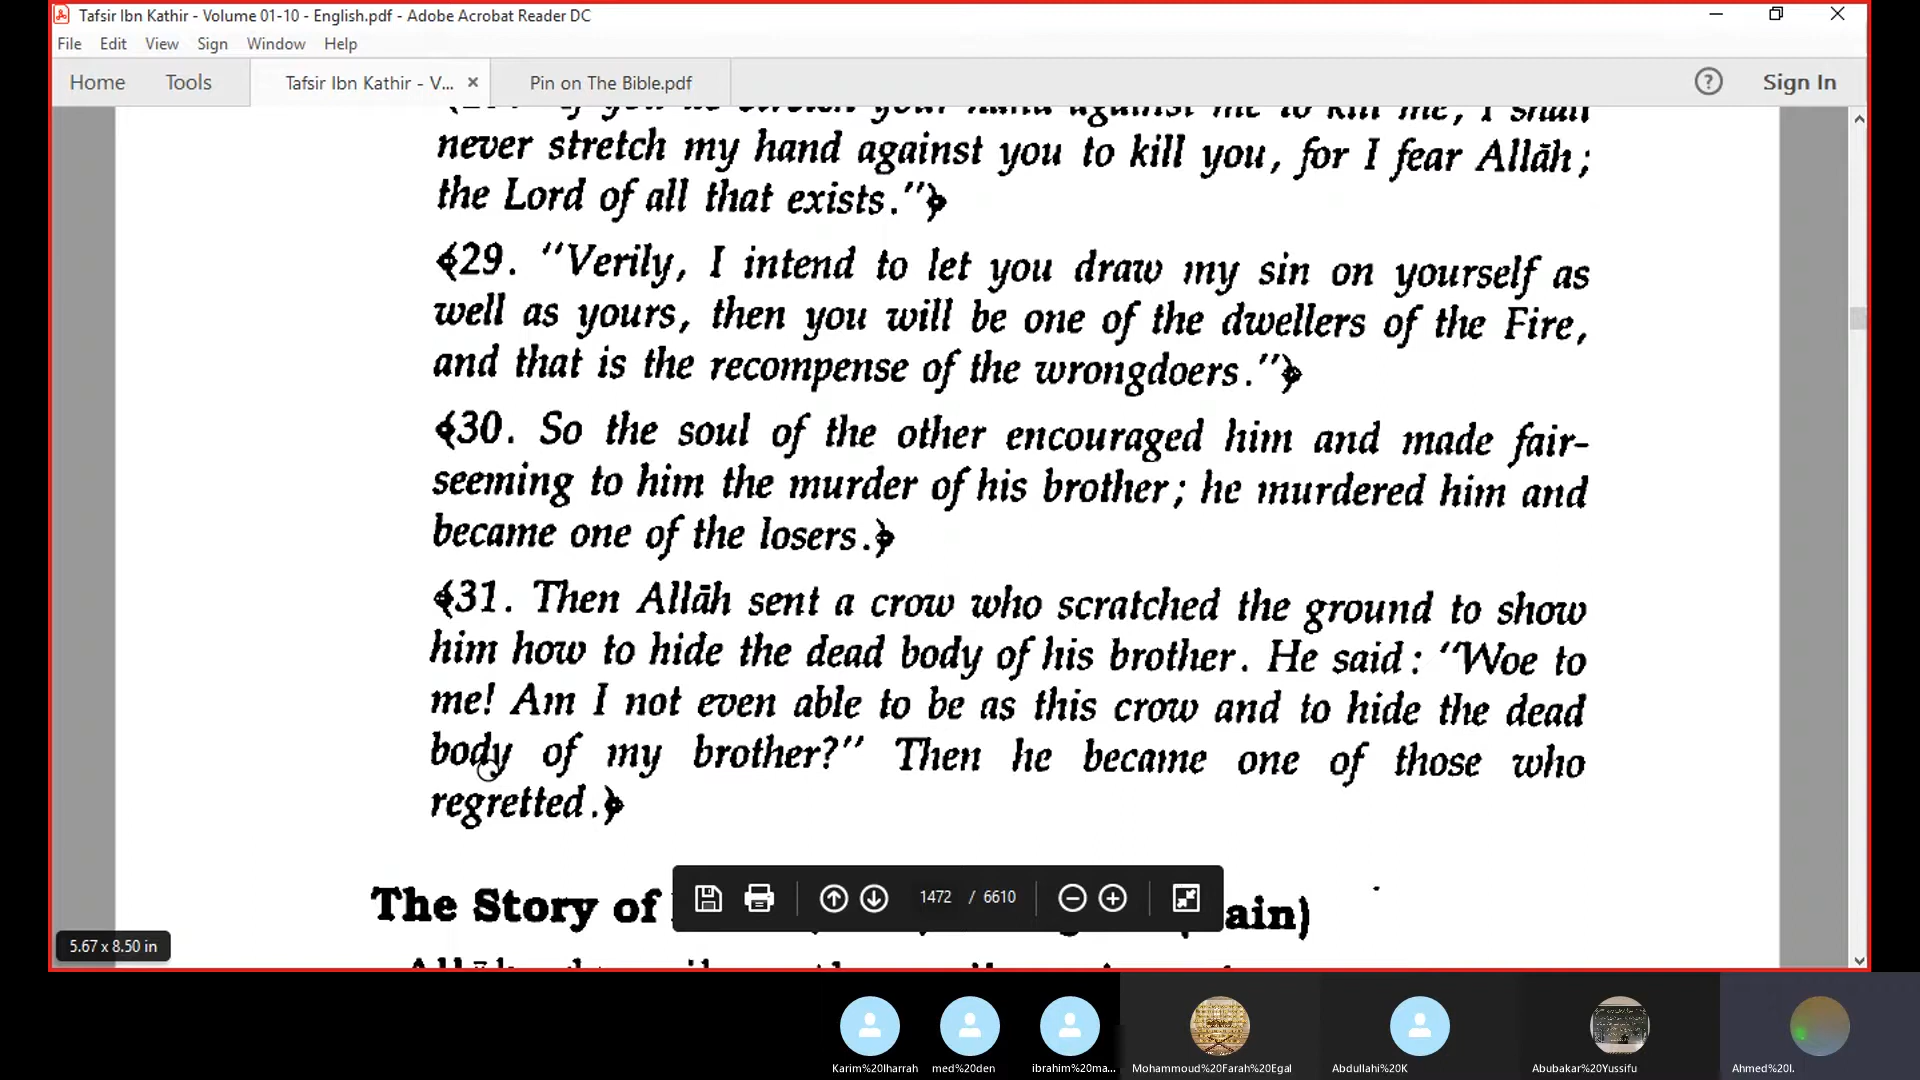 Tafsir Ibn Kathir - Volume 01-10 - English.pdf - Adobe Acrobat Reader DC
File Edit View Sign Window Help
Home Tools Tafsir Ibn Kathir - V... × Pin on The Bible.pdf ? Sign In
never stretch my hand against you to kill you, for I fear Allāh;
the Lord of all that exists."﴿
﴾29. "Verily, I intend to let you draw my sin on yourself as
well as yours, then you will be one of the dwellers of the Fire,
and that is the recompense of the wrongdoers."﴿
﴾30. So the soul of the other encouraged him and made fair-
seeming to him the murder of his brother; he murdered him and
became one of the losers.﴿
﴾31. Then Allāh sent a crow who scratched the ground to show
him how to hide the dead body of his brother. He said: "Woe to
me! Am I not even able to be as this crow and to hide the dead
body of my brother?" Then he became one of those who
regretted.﴿
The Story of ain)
1472 / 6610
5.67 x 8.50 in
Karim%20Iharrah med%20den ibrahim%20ma... Mohammoud%20Farah%20Egal Abdullahi%20K Abubakar%20Yussifu Ahmed%20I.